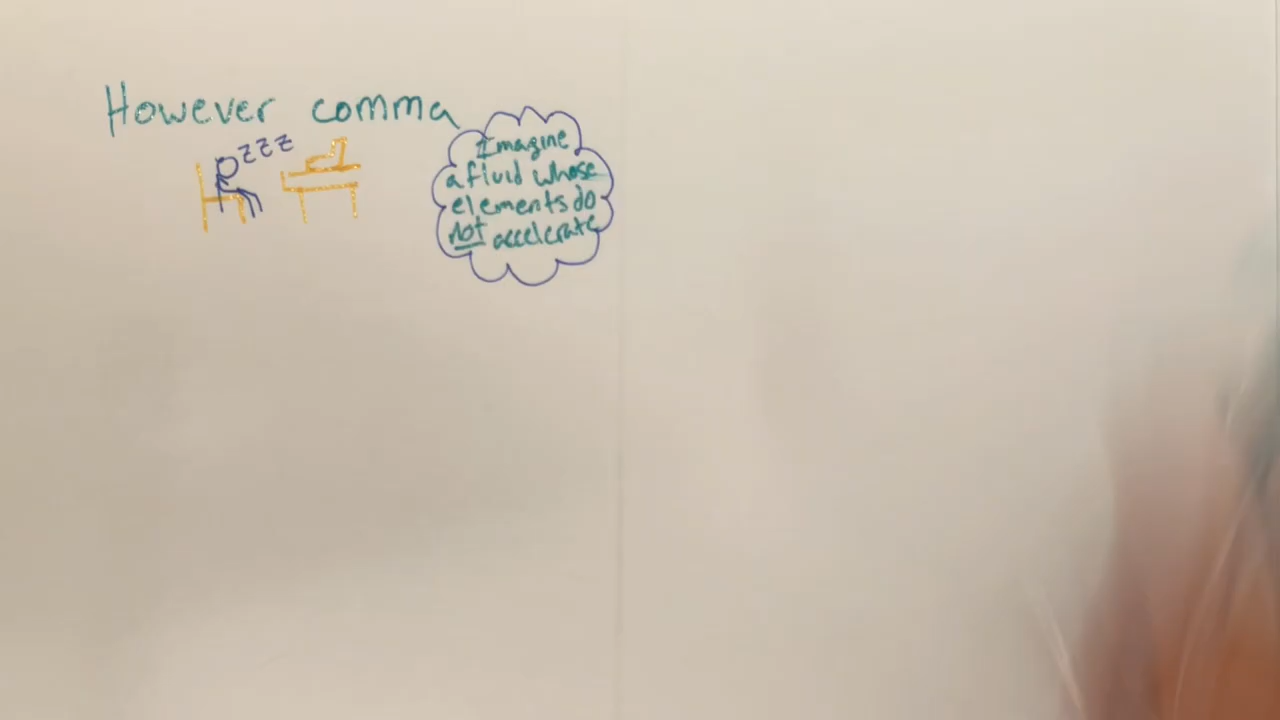 However comma
zzz
Imagine
a fluid whose
elements do
not accelerate